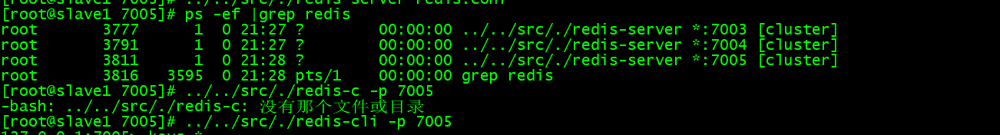 [root@slave1 7005]# ../../src/./redis-server redis.conf
[root@slave1 7005]# ps -ef |grep redis
root 3777 1 0 21:27 ? 00:00:00 ../../src/./redis-server *:7003 [cluster]
root 3791 1 0 21:27 ? 00:00:00 ../../src/./redis-server *:7004 [cluster]
root 3811 1 0 21:28 ? 00:00:00 ../../src/./redis-server *:7005 [cluster]
root 3816 3595 0 21:28 pts/1 00:00:00 grep redis
[root@slave1 7005]# ../../src/./redis-c -p 7005
-bash: ../../src/./redis-c: 没有那个文件或目录
[root@slave1 7005]# ../../src/./redis-cli -p 7005
127.0.0.1:7005> keys *